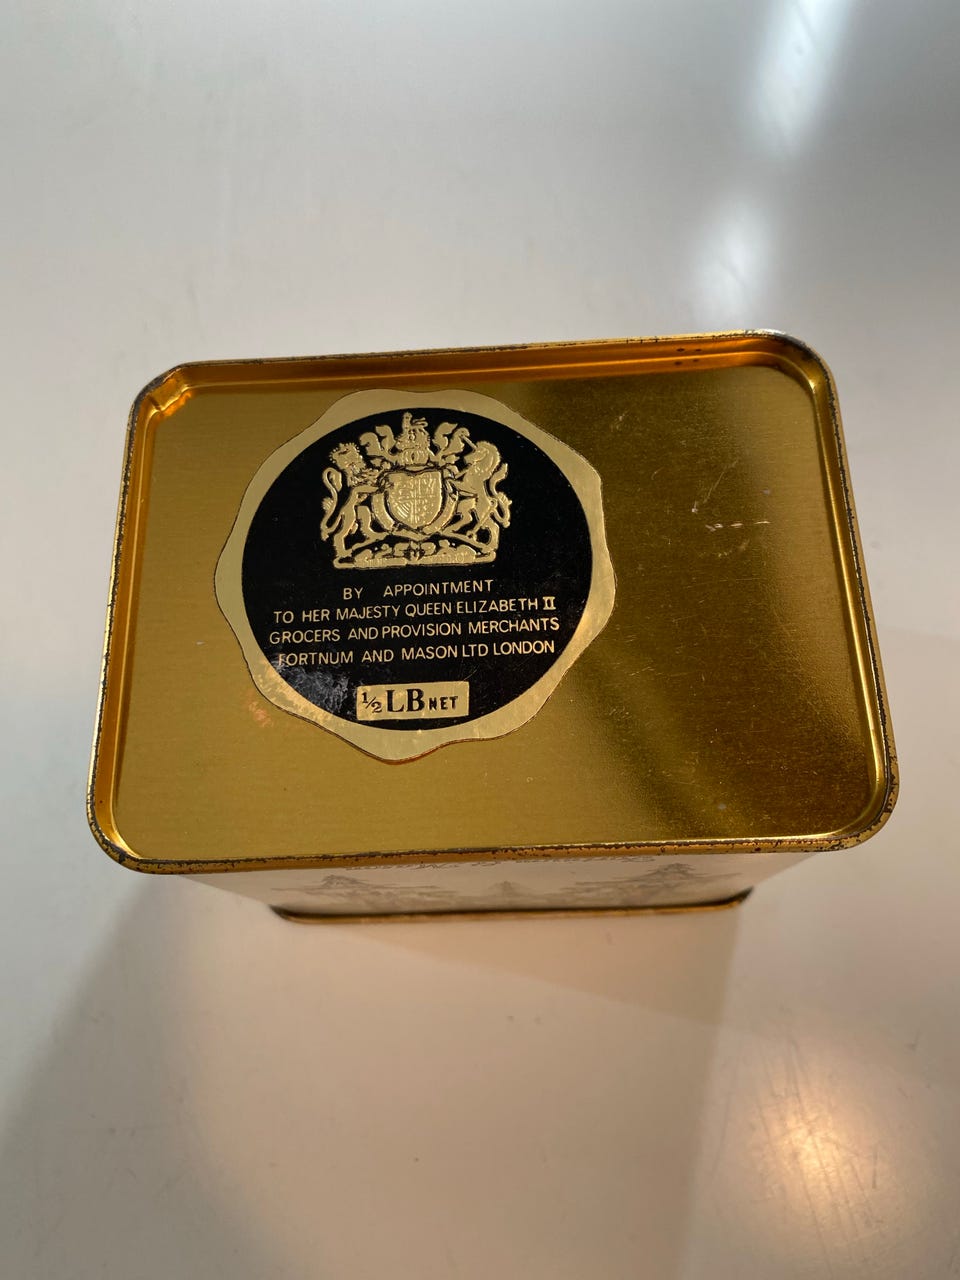 BY APPOINTMENT
TO HER MAJESTY QUEEN ELIZABETH II
GROCERS AND PROVISION MERCHANTS
FORTNUM AND MASON LTD LONDON
½ LB NET